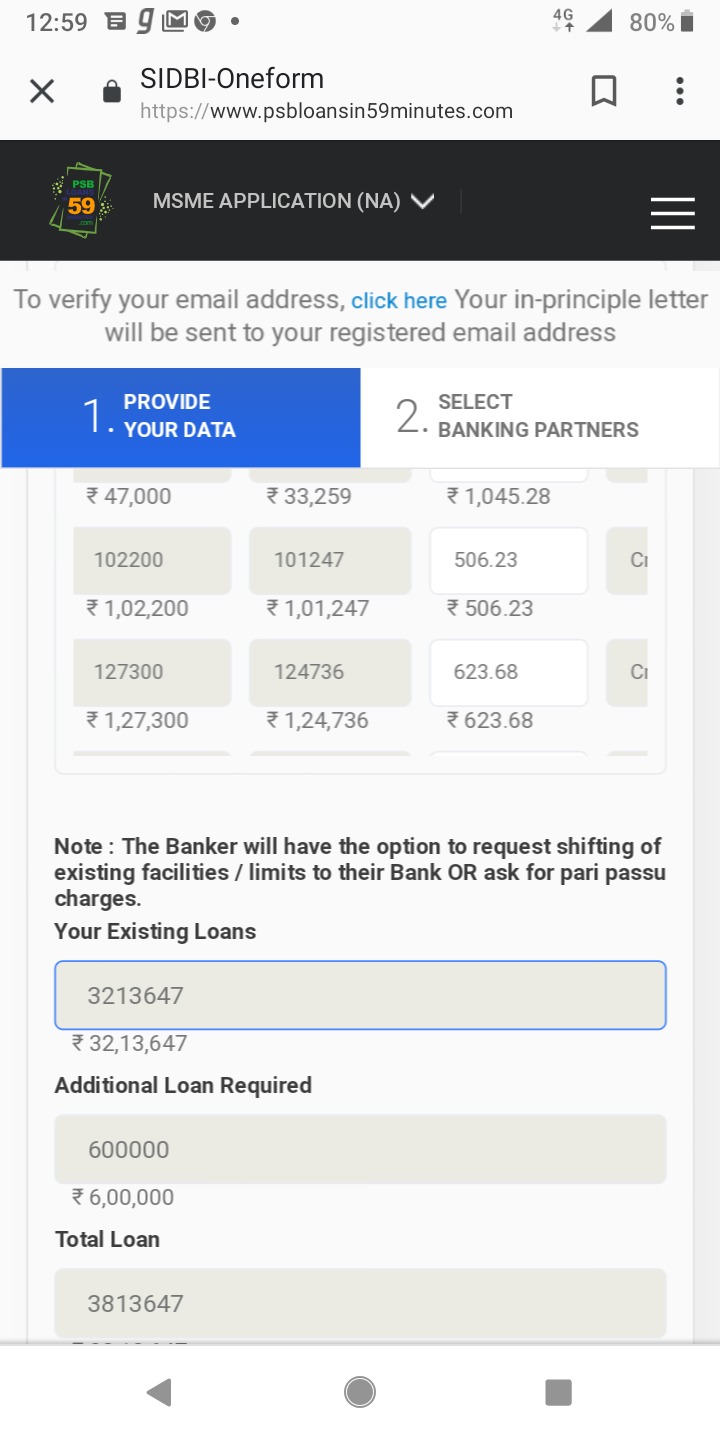 12:59 4G 80%
SIDBI-Oneform
https://www.psbloansin59minutes.com
PSB
LOANS
59
.com
MSME APPLICATION (NA)
To verify your email address, click here Your in-principle letter
will be sent to your registered email address
1. PROVIDE
YOUR DATA
2. SELECT
BANKING PARTNERS
₹ 47,000 ₹ 33,259 ₹ 1,045.28
102200 101247 506.23
₹ 1,02,200 ₹ 1,01,247 ₹ 506.23
127300 124736 623.68
₹ 1,27,300 ₹ 1,24,736 ₹ 623.68
Note : The Banker will have the option to request shifting of
existing facilities / limits to their Bank OR ask for pari passu
charges.
Your Existing Loans
3213647
₹ 32,13,647
Additional Loan Required
600000
₹ 6,00,000
Total Loan
3813647